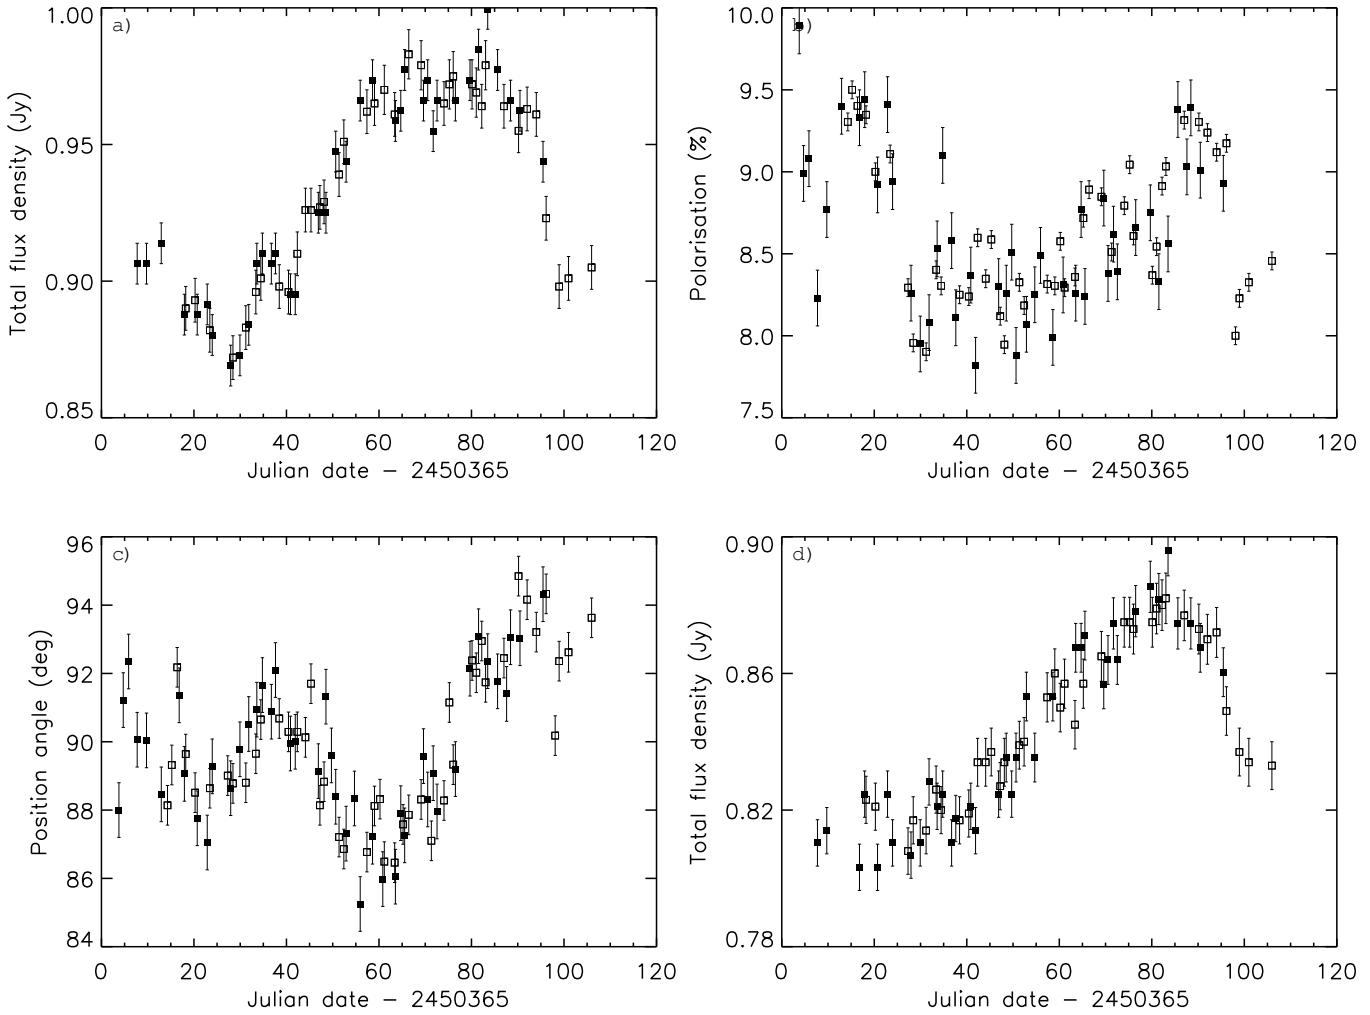 a)
1.00
0.95
0.90
0.85
Total flux density (Jy)
0 20 40 60 80 100 120
Julian date – 2450365
b)
10.0
9.5
9.0
8.5
8.0
7.5
Polarisation (%)
0 20 40 60 80 100 120
Julian date – 2450365
c)
96
94
92
90
88
86
84
Position angle (deg)
0 20 40 60 80 100 120
Julian date – 2450365
d)
0.90
0.86
0.82
0.78
Total flux density (Jy)
0 20 40 60 80 100 120
Julian date – 2450365